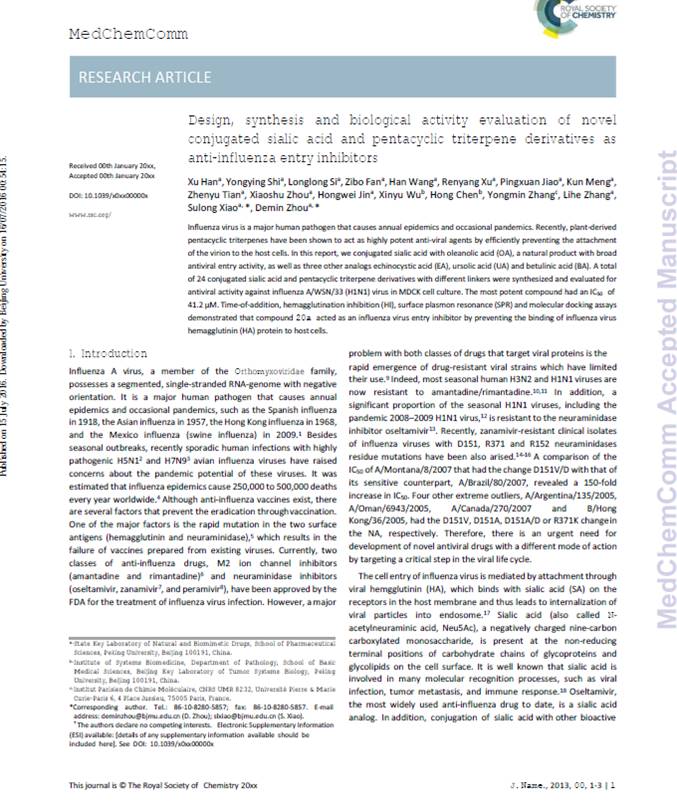 MedChemComm
ROYAL SOCIETY
OF CHEMISTRY
RESEARCH ARTICLE
Design, synthesis and biological activity evaluation of novel
conjugated sialic acid and pentacyclic triterpene derivatives as
anti-influenza entry inhibitors
Received 00th January 20xx,
Accepted 00th January 20xx
DOI: 10.1039/x0xx00000x
www.rsc.org/
Xu Hanᵃ, Yongying Shiᵃ, Longlong Siᵃ, Zibo Fanᵃ, Han Wangᵃ, Renyang Xuᵃ, Pingxuan Jiaoᵃ, Kun Mengᵃ,
Zhenyu Tianᵃ, Xiaoshu Zhouᵃ, Hongwei Jinᵃ, Xinyu Wuᵇ, Hong Chenᵇ, Yongmin Zhangᶜ, Lihe Zhangᵃ,
Sulong Xiaoᵃ,*, Demin Zhouᵃ,*
Influenza virus is a major human pathogen that causes annual epidemics and occasional pandemics. Recently, plant-derived
pentacyclic triterpenes have been shown to act as highly potent anti-viral agents by efficiently preventing the attachment
of the virion to the host cells. In this report, we conjugated sialic acid with oleanolic acid (OA), a natural product with broad
antiviral entry activity, as well as three other analogs echinocystic acid (EA), ursolic acid (UA) and betulinic acid (BA). A total
of 24 conjugated sialic acid and pentacyclic triterpene derivatives with different linkers were synthesized and evaluated for
antiviral activity against influenza A/WSN/33 (H1N1) virus in MDCK cell culture. The most potent compound had an IC₅₀ of
41.2 µM. Time-of-addition, hemagglutination inhibition (HI), surface plasmon resonance (SPR) and molecular docking assays
demonstrated that compound 20a acted as an influenza virus entry inhibitor by preventing the binding of influenza virus
hemagglutinin (HA) protein to host cells.
1. Introduction
Influenza A virus, a member of the Orthomyxoviridae family,
possesses a segmented, single-stranded RNA-genome with negative
orientation. It is a major human pathogen that causes annual
epidemics and occasional pandemics, such as the Spanish influenza
in 1918, the Asian influenza in 1957, the Hong Kong influenza in 1968,
and the Mexico influenza (swine influenza) in 2009.¹ Besides
seasonal outbreaks, recently sporadic human infections with highly
pathogenic H5N1² and H7N9³ avian influenza viruses have raised
concerns about the pandemic potential of these viruses. It was
estimated that influenza epidemics cause 250,000 to 500,000 deaths
every year worldwide.⁴ Although anti-influenza vaccines exist, there
are several factors that prevent the eradication through vaccination.
One of the major factors is the rapid mutation in the two surface
antigens (hemagglutinin and neuraminidase),⁵ which results in the
failure of vaccines prepared from existing viruses. Currently, two
classes of anti-influenza drugs, M2 ion channel inhibitors
(amantadine and rimantadine)⁶ and neuraminidase inhibitors
(oseltamivir, zanamivir⁷, and peramivir⁸), have been approved by the
FDA for the treatment of influenza virus infection. However, a major
ᵃ State Key Laboratory of Natural and Biomimetic Drugs, School of Pharmaceutical
Sciences, Peking University, Beijing 100191, China.
ᵇ Institute of Systems Biomedicine, Department of Pathology, School of Basic
Medical Sciences, Beijing Key Laboratory of Tumor Systems Biology, Peking
University, Beijing 100191, China.
ᶜ Institut Parisien de Chimie Moléculaire, CNRS UMR 8232, Université Pierre & Marie
Curie-Paris 6, 4 Place Jussieu, 75005 Paris, France.
*Corresponding author. Tel.: 86-10-8280-5857; fax: 86-10-8280-5857. E-mail
address: deminzhou@bjmu.edu.cn (D. Zhou); slxiao@bjmu.edu.cn (S. Xiao).
† The authors declare no competing interests. Electronic Supplementary Information
(ESI) available: [details of any supplementary information available should be
included here]. See DOI: 10.1039/x0xx00000x
problem with both classes of drugs that target viral proteins is the
rapid emergence of drug-resistant viral strains which have limited
their use.⁹ Indeed, most seasonal human H3N2 and H1N1 viruses are
now resistant to amantadine/rimantadine.¹⁰,¹¹ In addition, a
significant proportion of the seasonal H1N1 viruses, including the
pandemic 2008–2009 H1N1 virus,¹² is resistant to the neuraminidase
inhibitor oseltamivir¹³. Recently, zanamivir-resistant clinical isolates
of influenza viruses with D151, R371 and R152 neuraminidases
residue mutations have been also arised.¹⁴⁻¹⁶ A comparison of the
IC₅₀ of A/Montana/8/2007 that had the change D151V/D with that of
its sensitive counterpart, A/Brazil/80/2007, revealed a 150-fold
increase in IC₅₀. Four other extreme outliers, A/Argentina/135/2005,
A/Oman/6943/2005, A/Canada/270/2007 and B/Hong
Kong/36/2005, had the D151V, D151A, D151A/D or R371K change in
the NA, respectively. Therefore, there is an urgent need for
development of novel antiviral drugs with a different mode of action
by targeting a critical step in the viral life cycle.
The cell entry of influenza virus is mediated by attachment through
viral hemgglutinin (HA), which binds with sialic acid (SA) on the
receptors in the host membrane and thus leads to internalization of
viral particles into endosome.¹⁷ Sialic acid (also called N-
acetylneuraminic acid, Neu5Ac), a negatively charged nine-carbon
carboxylated monosaccharide, is present at the non-reducing
terminal positions of carbohydrate chains of glycoproteins and
glycolipids on the cell surface. It is well known that sialic acid is
involved in many molecular recognition processes, such as viral
infection, tumor metastasis, and immune response.¹⁸ Oseltamivir,
the most widely used anti-influenza drug to date, is a sialic acid
analog. In addition, conjugation of sialic acid with other bioactive
This journal is © The Royal Society of Chemistry 20xx
J. Name., 2013, 00, 1-3 | 1
Published on 15 July 2016. Downloaded by Beijing University on 16/07/2016 00:54:15.
MedChemComm Accepted Manuscript